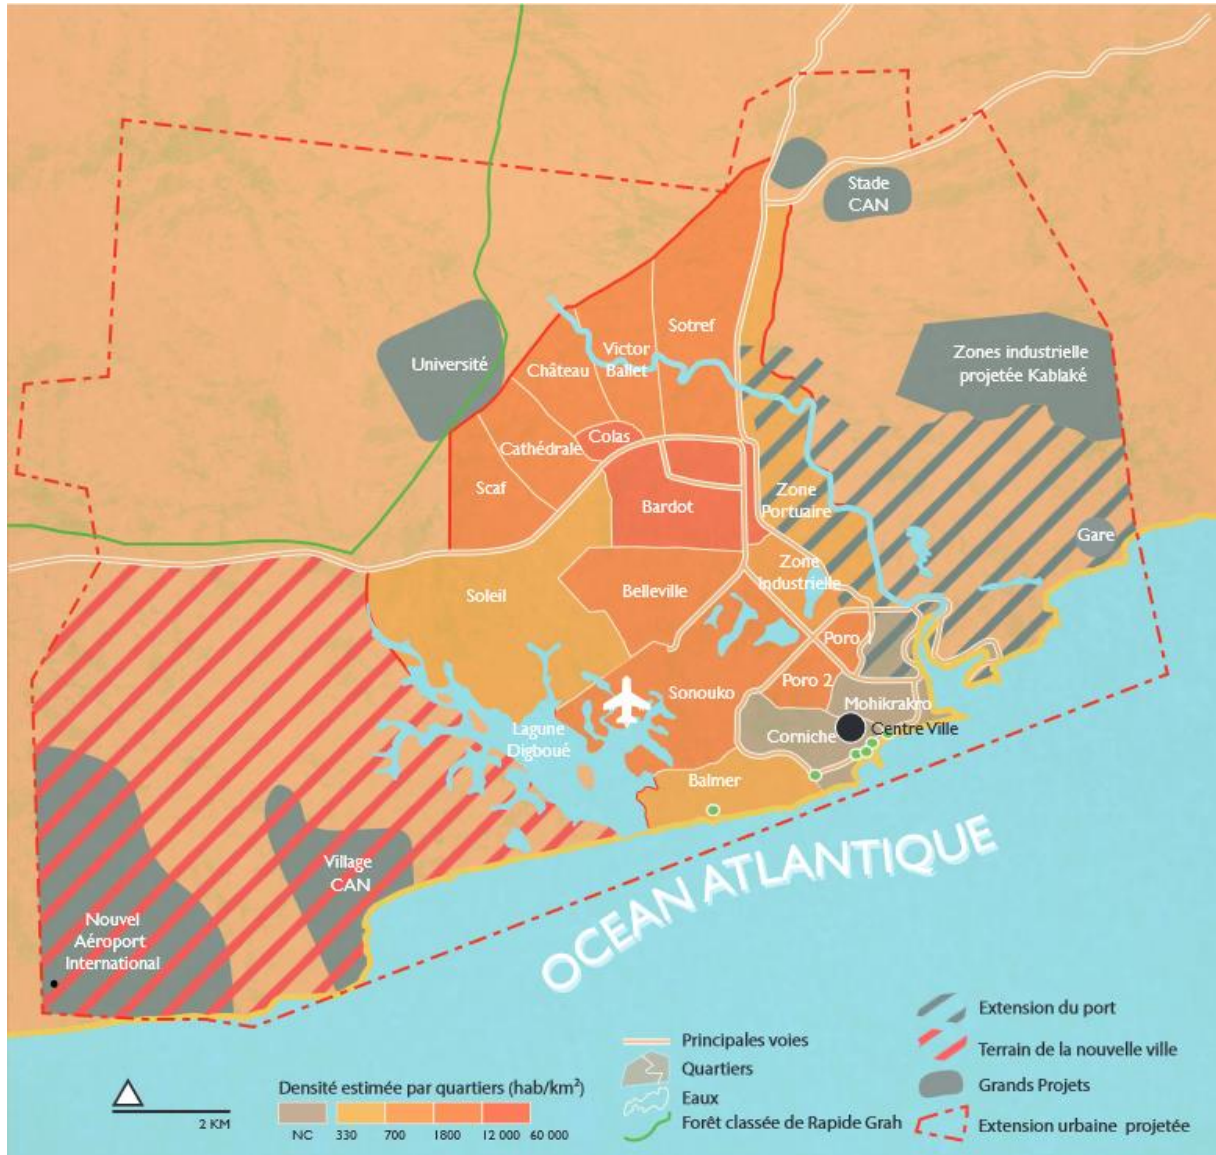 Stade
CAN
Sotref
Université
Victor
Ballet
Château
Zones industrielle
projetée Kablaké
Colas
Cathédrale
Scaf
Bardot
Zone
Portuaire
Gare
Zone
Industrielle
Soleil
Belleville
Poro 1
Poro 2
Sonouko
Mohikrakro
Lagune
Digboué
Corniche
Centre Ville
Balmer
Village
CAN
OCEAN ATLANTIQUE
Nouvel
Aéroport
International
2 KM
Densité estimée par quartiers (hab/km²)
NC 330 700 1800 12 000 60 000
Principales voies
Quartiers
Eaux
Forêt classée de Rapide Grah
Extension du port
Terrain de la nouvelle ville
Grands Projets
Extension urbaine projetée